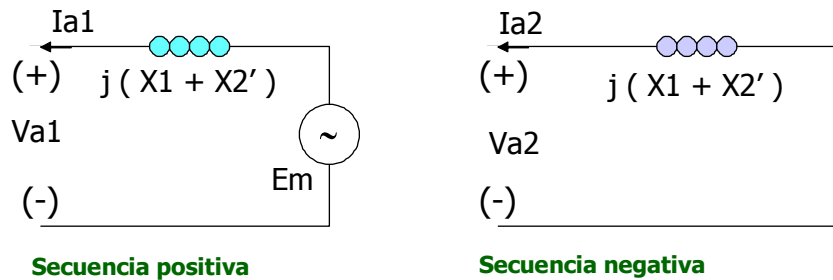 Ia1
(+)
j ( X1 + X2′ )
Va1
~
Em
(-)
Secuencia positiva
Ia2
(+)
j ( X1 + X2′ )
Va2
(-)
Secuencia negativa